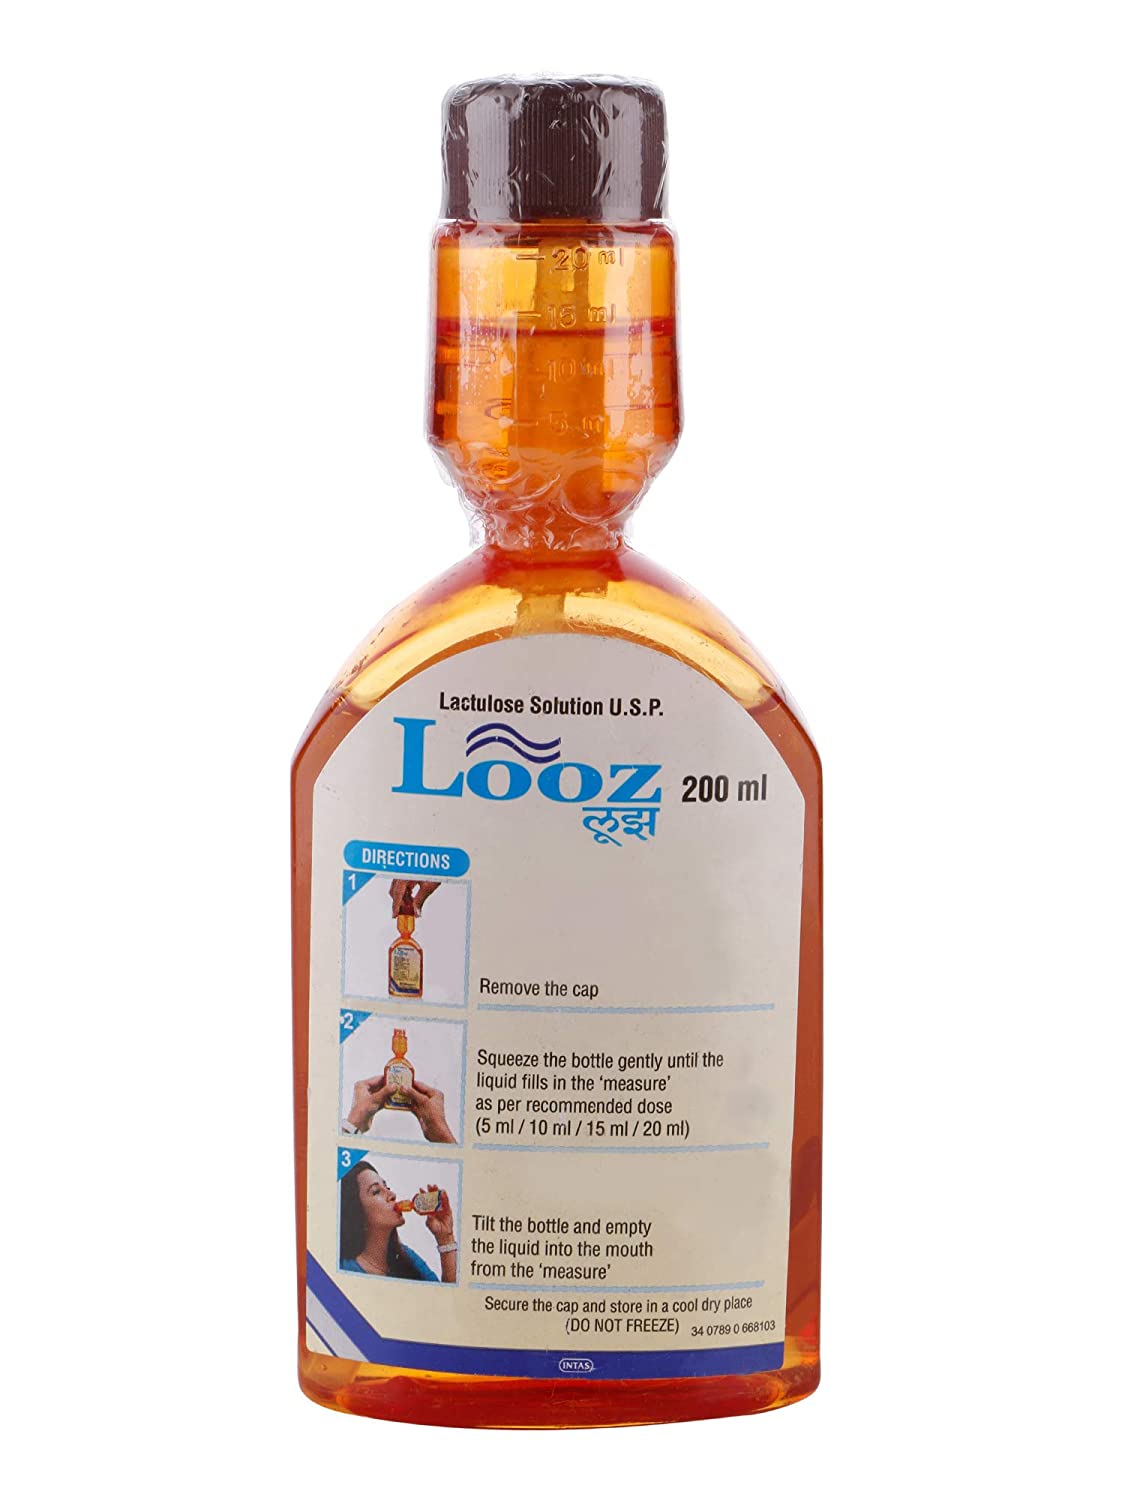 20 ml
15 ml
10 ml
5 ml
Lactulose Solution U.S.P.
Looz 200 ml
लूझ
DIRECTIONS
1
Remove the cap
2
Squeeze the bottle gently until the
liquid fills in the ‘measure’
as per recommended dose
(5 ml / 10 ml / 15 ml / 20 ml)
3
Tilt the bottle and empty
the liquid into the mouth
from the ‘measure’
Secure the cap and store in a cool dry place
(DO NOT FREEZE) 34 0789 0 668103
INTAS